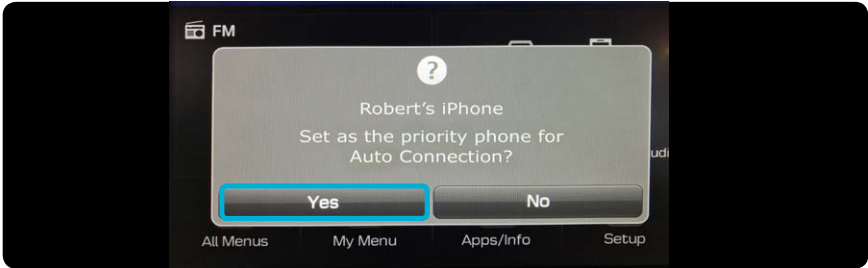 FM
?
Robert's iPhone
Set as the priority phone for
Auto Connection?
Yes
No
udi
All Menus
My Menu
Apps/Info
Setup